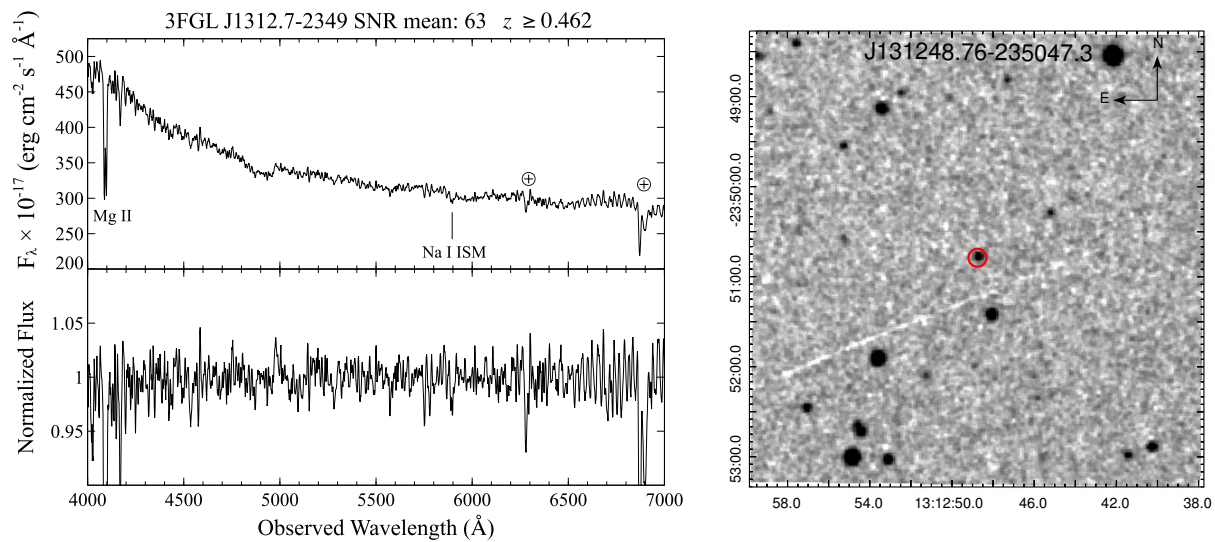 3FGL J1312.7-2349 SNR mean: 63 z ≥ 0.462
Fλ × 10⁻¹⁷ (erg cm⁻² s⁻¹ Å⁻¹)
500
450
400
350
300
250
200
Mg II
Na I ISM
⊕
⊕
Normalized Flux
1.05
1
0.95
4000 4500 5000 5500 6000 6500 7000
Observed Wavelength (Å)
J131248.76-235047.3
N
E
49:00.0
-23:50:00.0
51:00.0
52:00.0
53:00.0
58.0 54.0 13:12:50.0 46.0 42.0 38.0